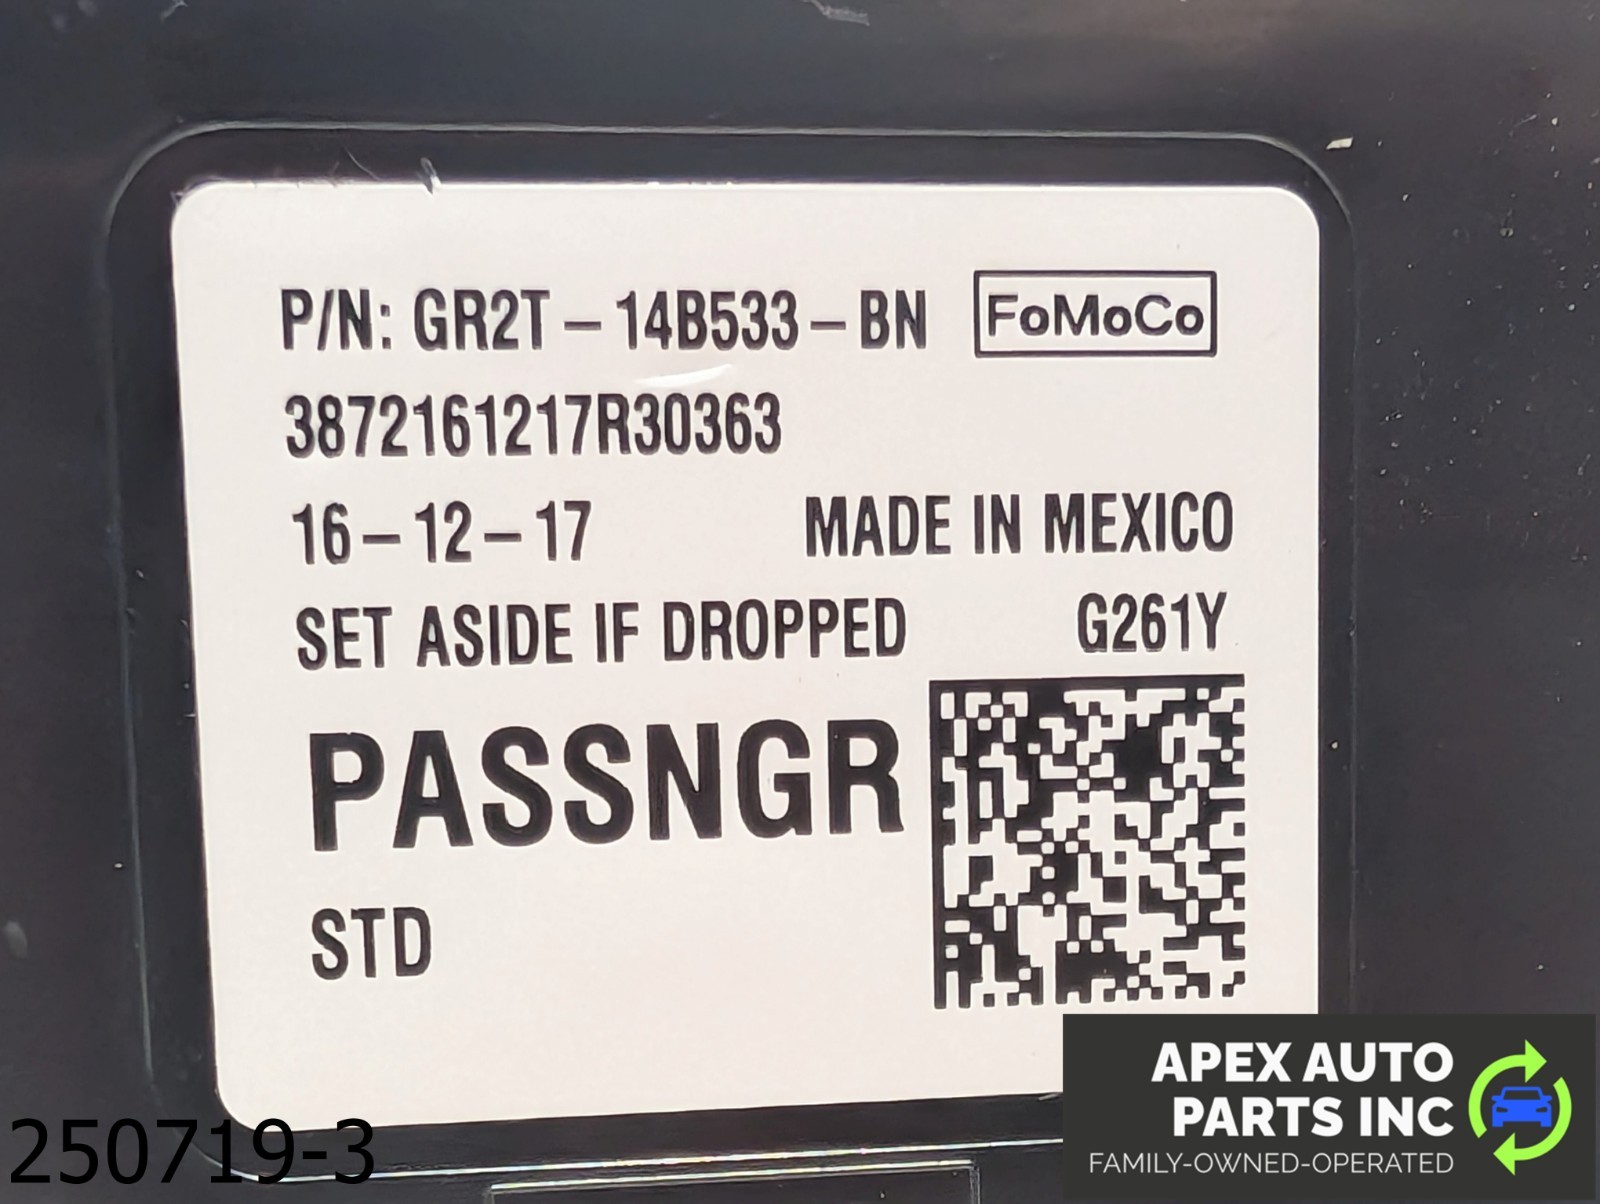 P/N: GR2T-14B533-BN FoMoCo
3872161217R30363
16-12-17 MADE IN MEXICO
SET ASIDE IF DROPPED G261Y
PASSNGR
STD
250719-3
APEX AUTO
PARTS INC
FAMILY-OWNED-OPERATED